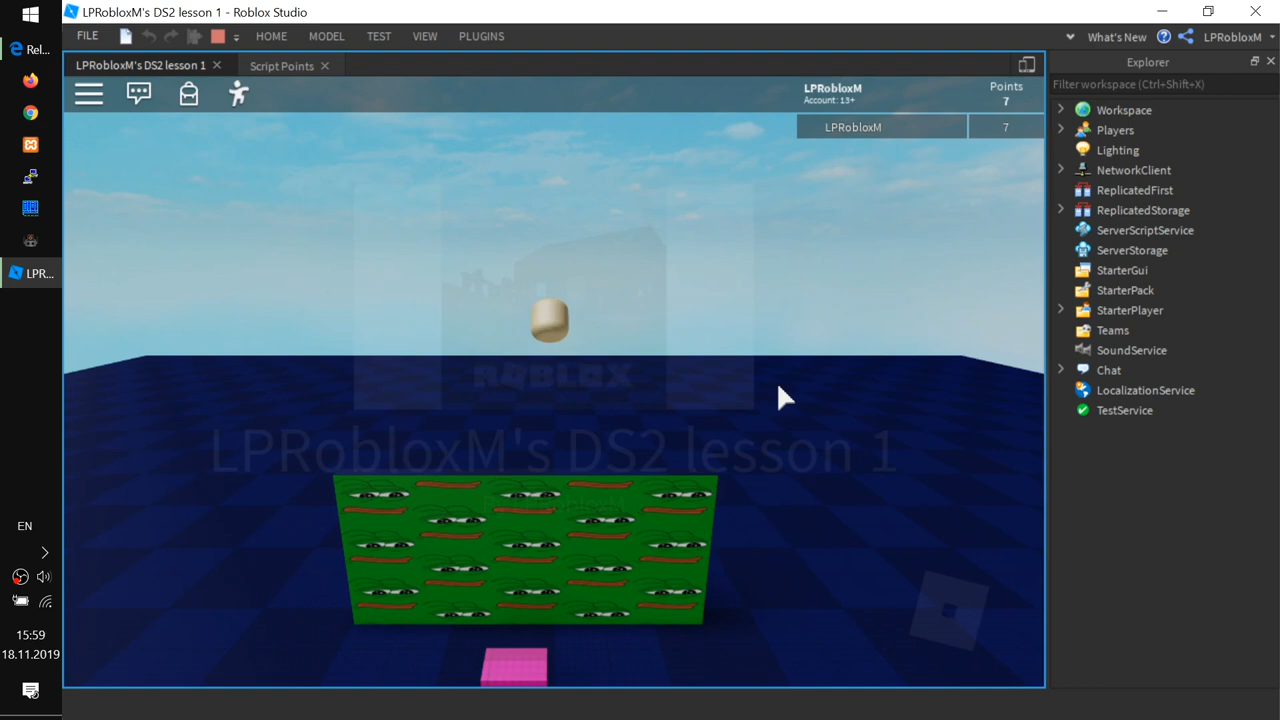 LPRobloxM's DS2 lesson 1 - Roblox Studio
FILE
HOME
MODEL
TEST
VIEW
PLUGINS
What's New
LPRobloxM
Rel...
LPR...
EN
15:59
18.11.2019
LPRobloxM's DS2 lesson 1
Script Points
LPRobloxM
Account: 13+
Points
7
LPRobloxM
7
ROBLOX
LPRobloxM's DS2 lesson 1
Explorer
Filter workspace (Ctrl+Shift+X)
Workspace
Players
Lighting
NetworkClient
ReplicatedFirst
ReplicatedStorage
ServerScriptService
ServerStorage
StarterGui
StarterPack
StarterPlayer
Teams
SoundService
Chat
LocalizationService
TestService